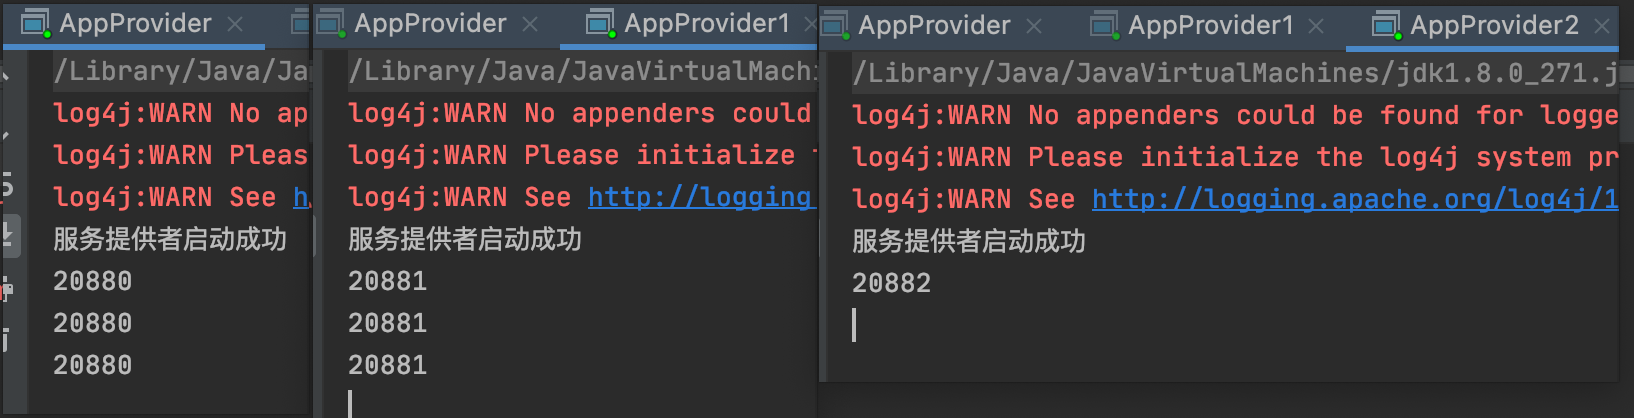 AppProvider
/Library/Java/Ja
log4j:WARN No ap
log4j:WARN Pleas
log4j:WARN See h
服务提供者启动成功
20880
20880
20880
AppProvider AppProvider1
/Library/Java/JavaVirtualMachi
log4j:WARN No appenders could
log4j:WARN Please initialize
log4j:WARN See http://logging
服务提供者启动成功
20881
20881
20881
AppProvider AppProvider1 AppProvider2
/Library/Java/JavaVirtualMachines/jdk1.8.0_271.j
log4j:WARN No appenders could be found for logge
log4j:WARN Please initialize the log4j system pr
log4j:WARN See http://logging.apache.org/log4j/1
服务提供者启动成功
20882